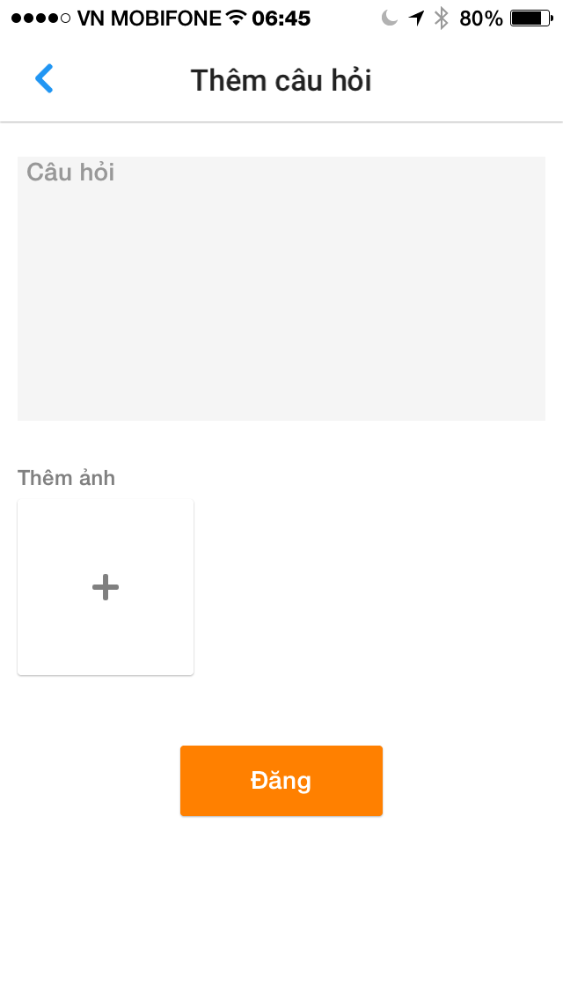 VN MOBIFONE 06:45 80%
Thêm câu hỏi
Câu hỏi
Thêm ảnh
Đăng